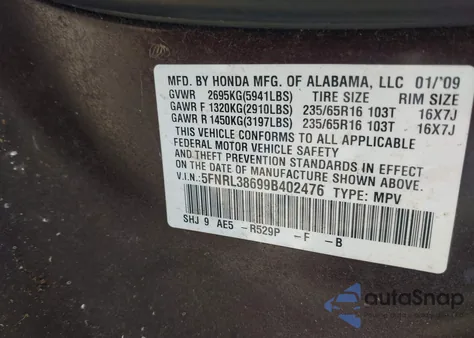 MFD. BY HONDA MFG. OF ALABAMA, LLC 01/'09
GVWR 2695KG(5941LBS) TIRE SIZE RIM SIZE
GAWR F 1320KG(2910LBS) 235/65R16 103T 16X7J
GAWR R 1450KG(3197LBS) 235/65R16 103T 16X7J
THIS VEHICLE CONFORMS TO ALL APPLICABLE
FEDERAL MOTOR VEHICLE SAFETY
AND THEFT PREVENTION STANDARDS IN EFFECT
ON THE DATE OF MANUFACTURE SHOWN ABOVE.
V.I.N: 5FNRL38699B402476 TYPE: MPV
SHJ 9 AE5 -R529P -F -B
autoSnap